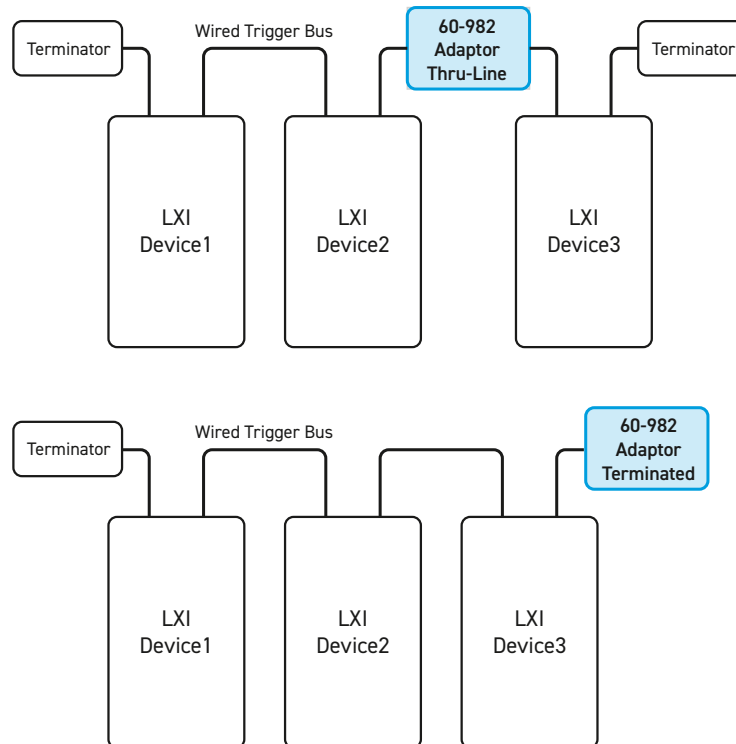 Terminator
Wired Trigger Bus
60-982
Adaptor
Thru-Line
Terminator
LXI
Device1
LXI
Device2
LXI
Device3
Terminator
Wired Trigger Bus
60-982
Adaptor
Terminated
LXI
Device1
LXI
Device2
LXI
Device3